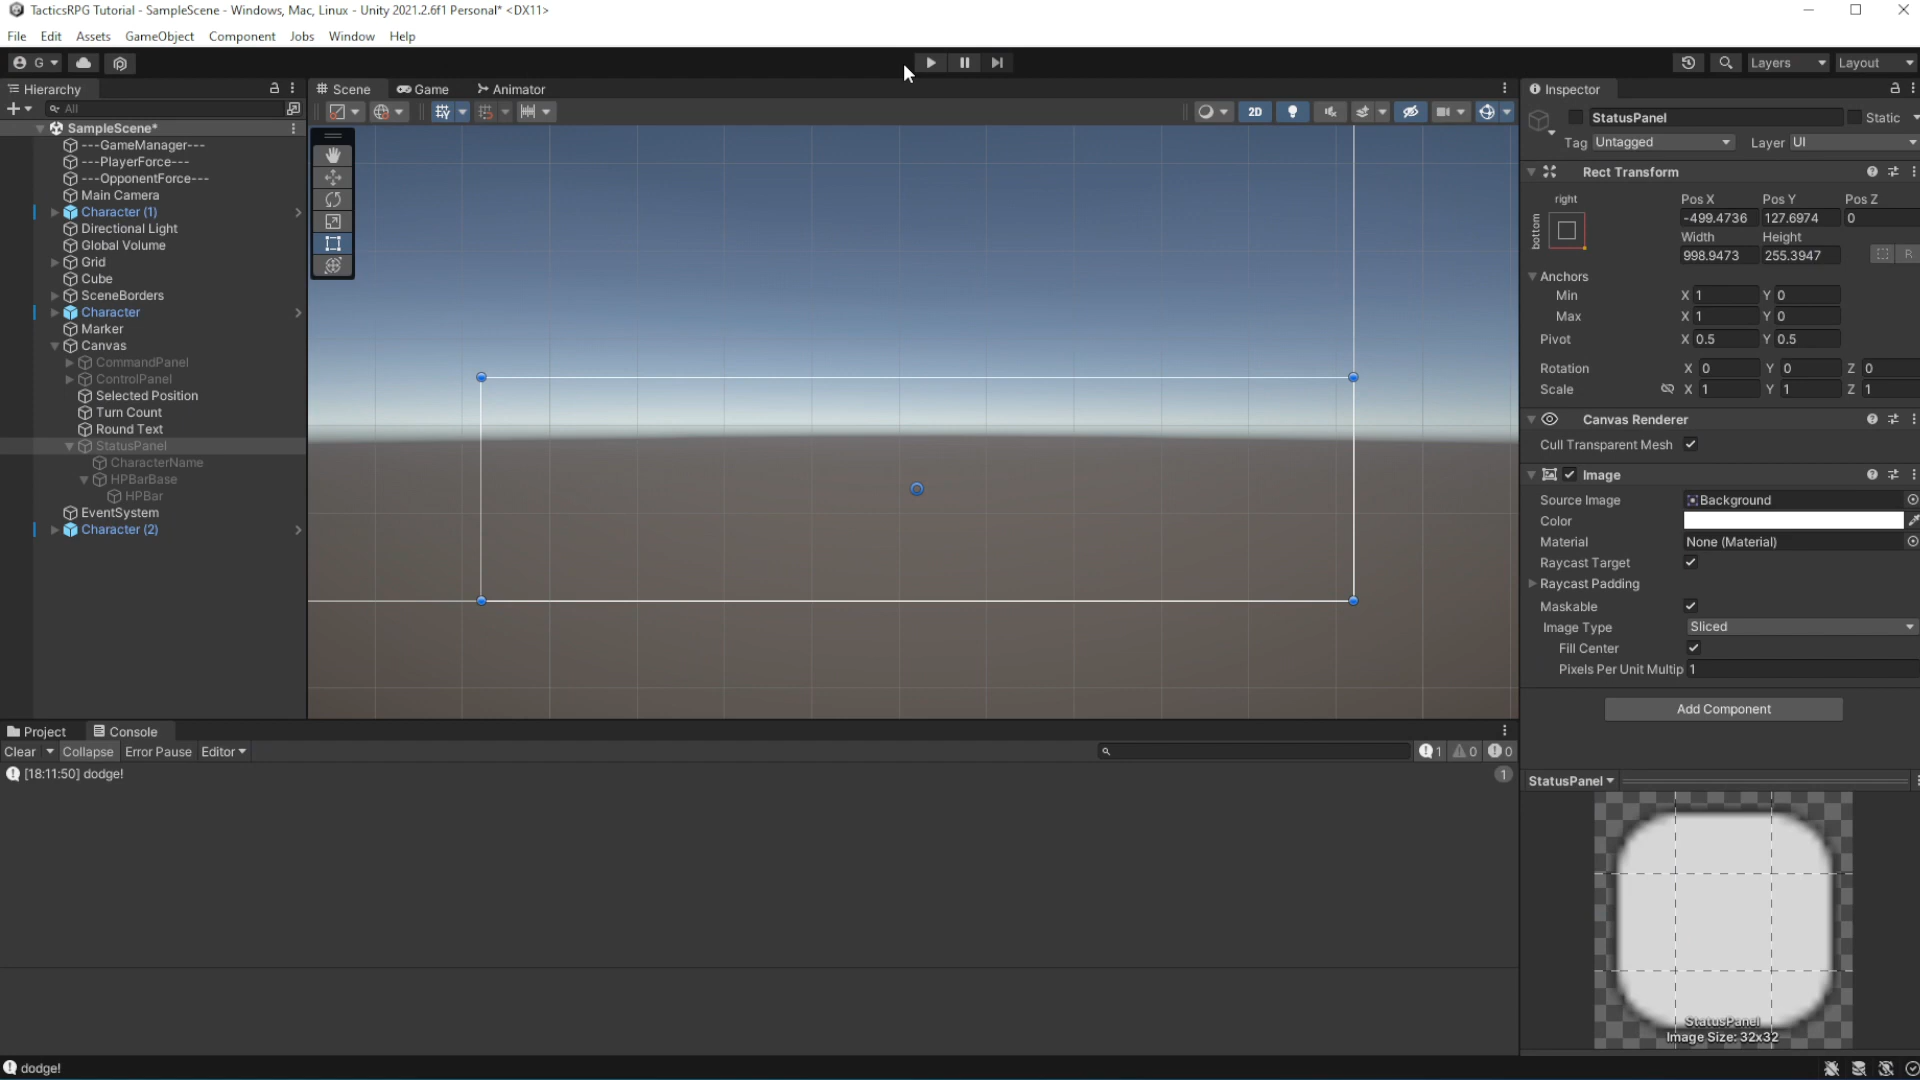 TacticsRPG Tutorial - SampleScene - Windows, Mac, Linux - Unity 2021.2.6f1 Personal* <DX11>
File Edit Assets GameObject Component Jobs Window Help
G Layers Layout
Hierarchy Scene Game Animator Inspector
All 2D StatusPanel Static
Tag Untagged Layer UI
SampleScene*
---GameManager---
---PlayerForce---
---OpponentForce---
Main Camera
Character (1)
Directional Light
Global Volume
Grid
Cube
SceneBorders
Character
Marker
Canvas
CommandPanel
ControlPanel
Selected Position
Turn Count
Round Text
StatusPanel
CharacterName
HPBarBase
HPBar
EventSystem
Character (2)
Rect Transform
right Pos X Pos Y Pos Z
bottom -499.4736 127.6974 0
Width Height
998.9473 255.3947 R
Anchors
Min X 1 Y 0
Max X 1 Y 0
Pivot X 0.5 Y 0.5
Rotation X 0 Y 0 Z 0
Scale X 1 Y 1 Z 1
Canvas Renderer
Cull Transparent Mesh
Image
Source Image Background
Color
Material None (Material)
Raycast Target
Raycast Padding
Maskable
Image Type Sliced
Fill Center
Pixels Per Unit Multip 1
Add Component
StatusPanel
StatusPanel
Image Size: 32x32
Project Console
Clear Collapse Error Pause Editor 1 0 0
[18:11:50] dodge! 1
dodge!